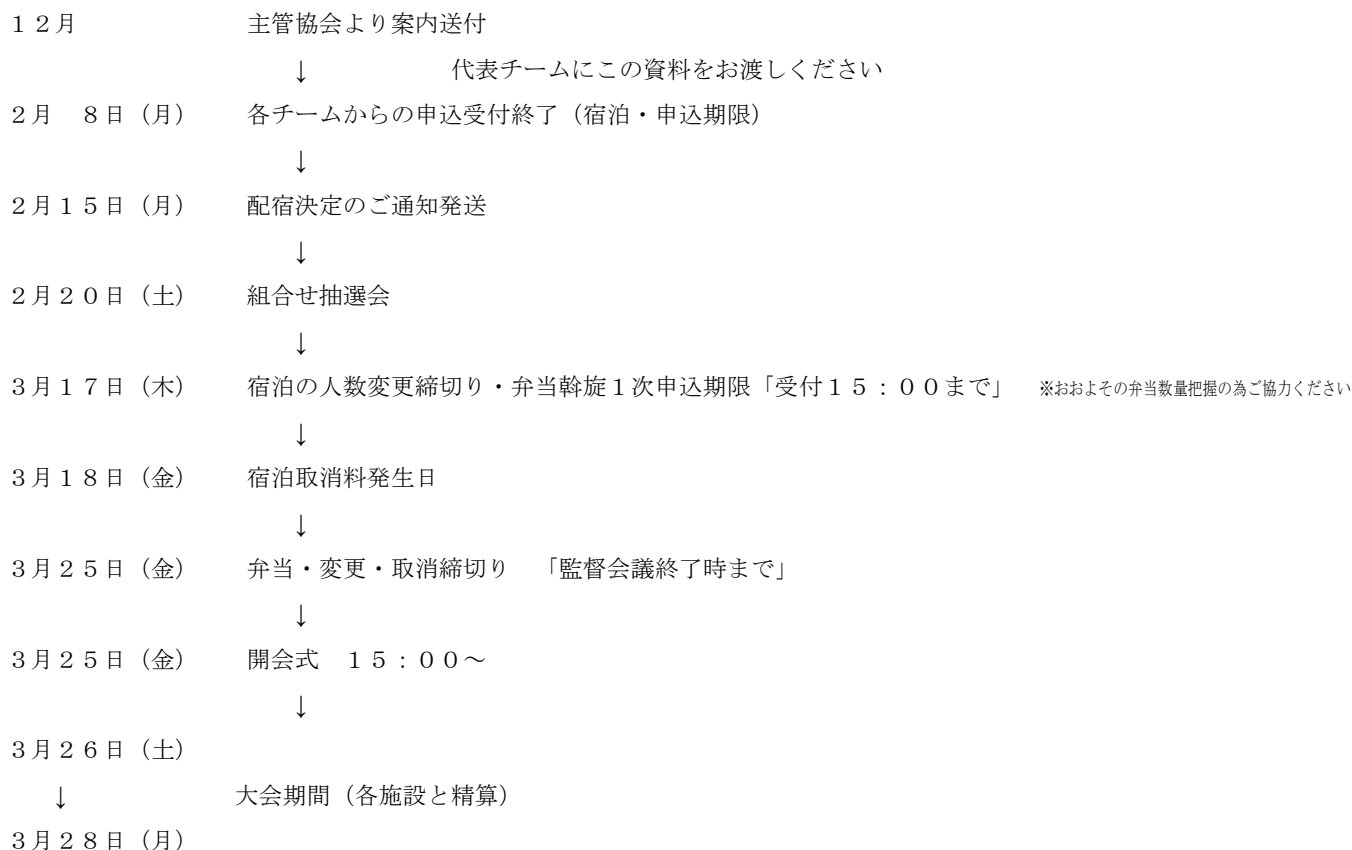 １２月　　　　　　　主管協会より案内送付
↓　　　　　代表チームにこの資料をお渡しください
２月　８日（月）　　各チームからの申込受付終了（宿泊・申込期限）
↓
２月１５日（月）　　配宿決定のご通知発送
↓
２月２０日（土）　　組合せ抽選会
↓
３月１７日（木）　　宿泊の人数変更締切り・弁当斡旋１次申込期限「受付１５：００まで」　※おおよその弁当数量把握の為ご協力ください
↓
３月１８日（金）　　宿泊取消料発生日
↓
３月２５日（金）　　弁当・変更・取消締切り　「監督会議終了時まで」
↓
３月２５日（金）　　開会式　１５：００～
↓
３月２６日（土）
↓　　　　　　　大会期間（各施設と精算）
３月２８日（月）